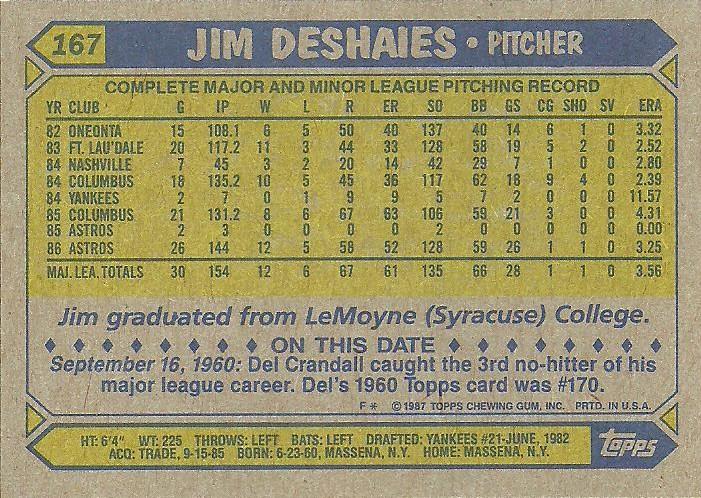 167 JIM DESHAIES • PITCHER
COMPLETE MAJOR AND MINOR LEAGUE PITCHING RECORD
YR CLUB G IP W L R ER SO BB GS CG SHO SV ERA
82 ONEONTA 15 108.1 6 5 50 40 137 40 14 6 1 0 3.32
83 FT. LAU'DALE 20 117.2 11 3 44 33 128 58 19 5 2 0 2.52
84 NASHVILLE 7 45 3 2 20 14 42 29 7 1 0 0 2.80
84 COLUMBUS 18 135.2 10 5 45 36 117 62 18 9 4 0 2.39
84 YANKEES 2 7 0 1 9 9 5 7 2 0 0 0 11.57
85 COLUMBUS 21 131.2 8 6 67 63 106 59 21 3 0 0 4.31
85 ASTROS 2 3 0 0 0 0 2 0 0 0 0 0 0.00
86 ASTROS 26 144 12 5 58 52 128 59 26 1 1 0 3.25
MAJ. LEA. TOTALS 30 154 12 6 67 61 135 66 28 1 1 0 3.56
Jim graduated from LeMoyne (Syracuse) College.
♦ ♦ ♦ ♦ ♦ ♦ ♦ ON THIS DATE ♦ ♦ ♦ ♦ ♦ ♦ ♦
September 16, 1960: Del Crandall caught the 3rd no-hitter of his
major league career. Del's 1960 Topps card was #170.
F * © 1987 TOPPS CHEWING GUM, INC. PRTD. IN U.S.A.
HT: 6'4" WT: 225 THROWS: LEFT BATS: LEFT DRAFTED: YANKEES #21-JUNE, 1982
ACQ: TRADE, 9-15-85 BORN: 6-23-60, MASSENA, N.Y. HOME: MASSENA, N.Y.
topps